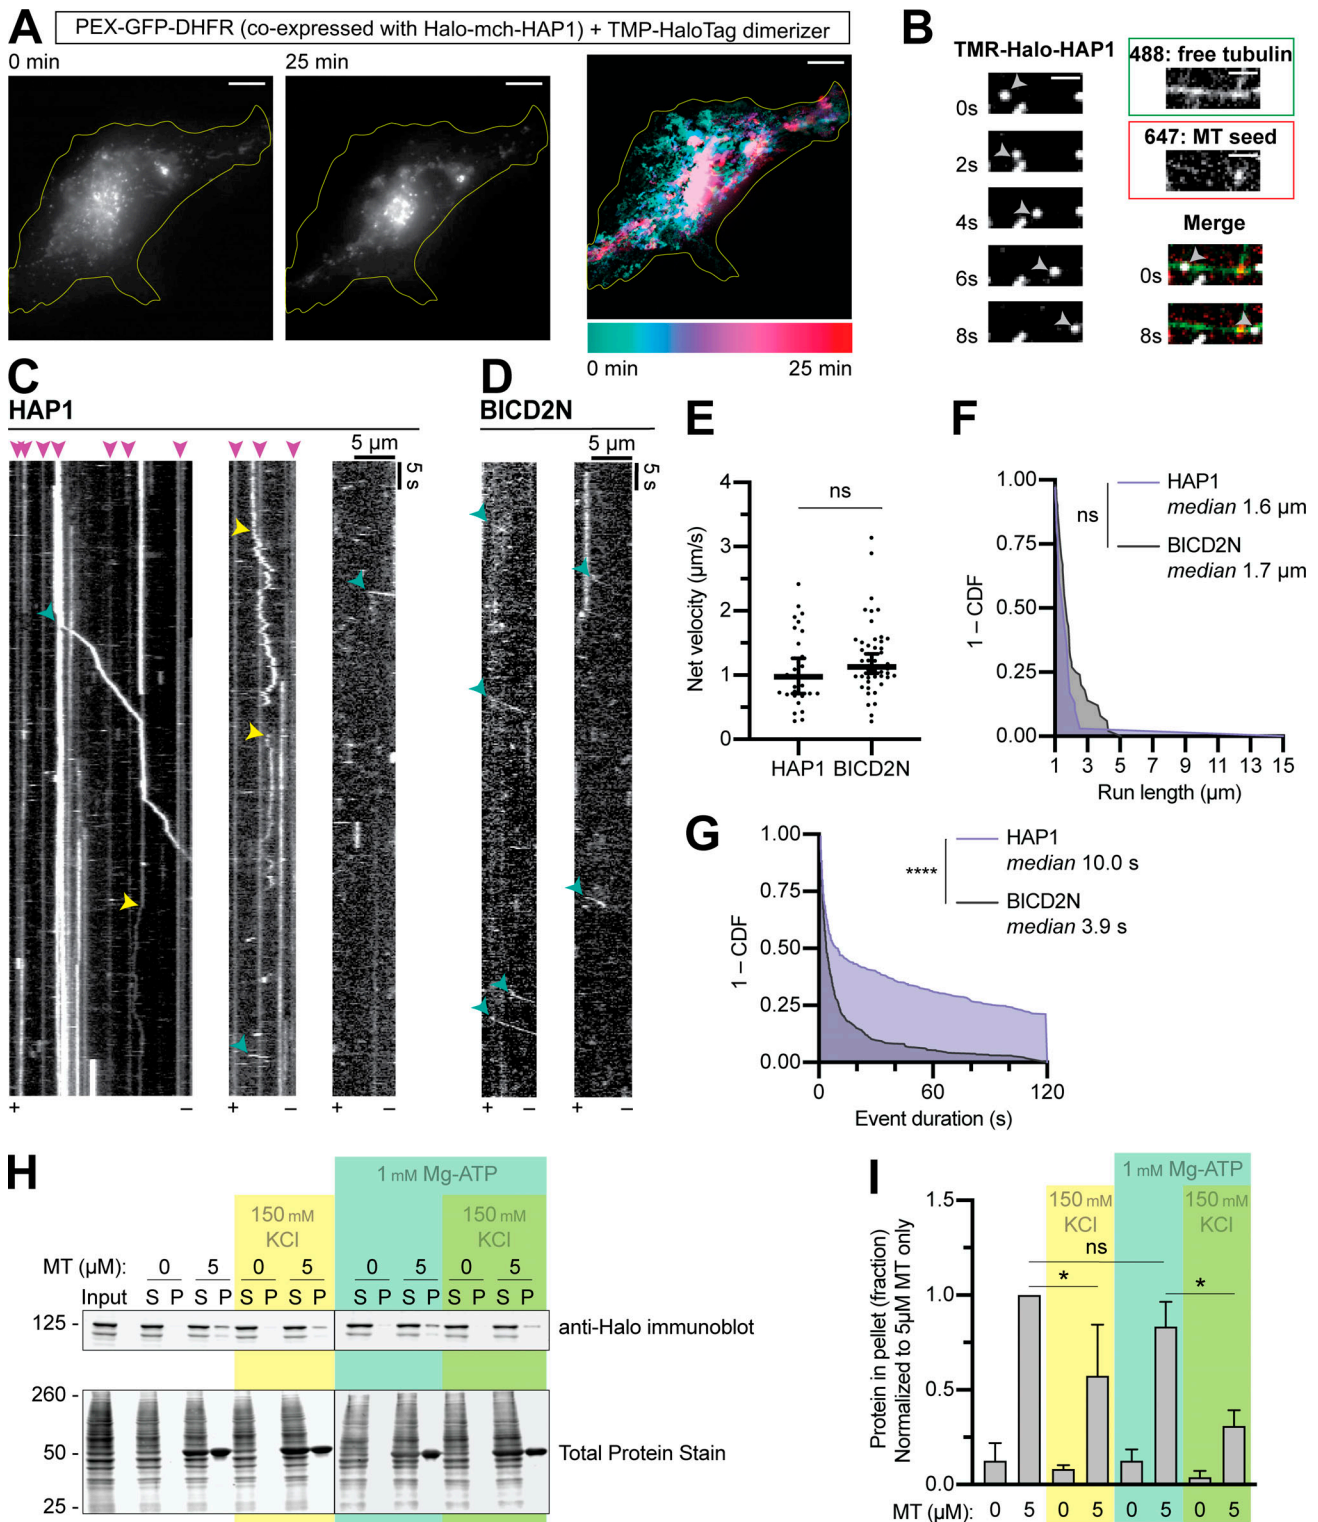 A
PEX-GFP-DHFR (co-expressed with Halo-mch-HAP1) + TMP-HaloTag dimerizer
0 min
25 min
0 min
25 min
B
TMR-Halo-HAP1
0s
2s
4s
6s
8s
488: free tubulin
647: MT seed
Merge
0s
8s
C
HAP1
5 µm
5 s
+
–
+
–
+
–
D
BICD2N
5 µm
5 s
+
–
+
–
E
Net velocity (µm/s)
4
3
2
1
0
ns
HAP1
BICD2N
F
1 – CDF
1.00
0.75
0.50
0.25
0.00
ns
HAP1
median 1.6 µm
BICD2N
median 1.7 µm
1 3 5 7 9 11 13 15
Run length (µm)
G
1 – CDF
1.00
0.75
0.50
0.25
0.00
****
HAP1
median 10.0 s
BICD2N
median 3.9 s
0 60 120
Event duration (s)
H
1 mM Mg-ATP
150 mM
KCl
150 mM
KCl
MT (µM): 0 5 0 5 0 5 0 5
Input S P S P S P S P S P S P S P S P
125 -
anti-Halo immunoblot
260 -
50 -
25 -
Total Protein Stain
I
1 mM Mg-ATP
150 mM
KCl
150 mM
KCl
Protein in pellet (fraction)
Normalized to 5µM MT only
1.5
1.0
0.5
0.0
ns
*
*
MT (µM): 0 5 0 5 0 5 0 5